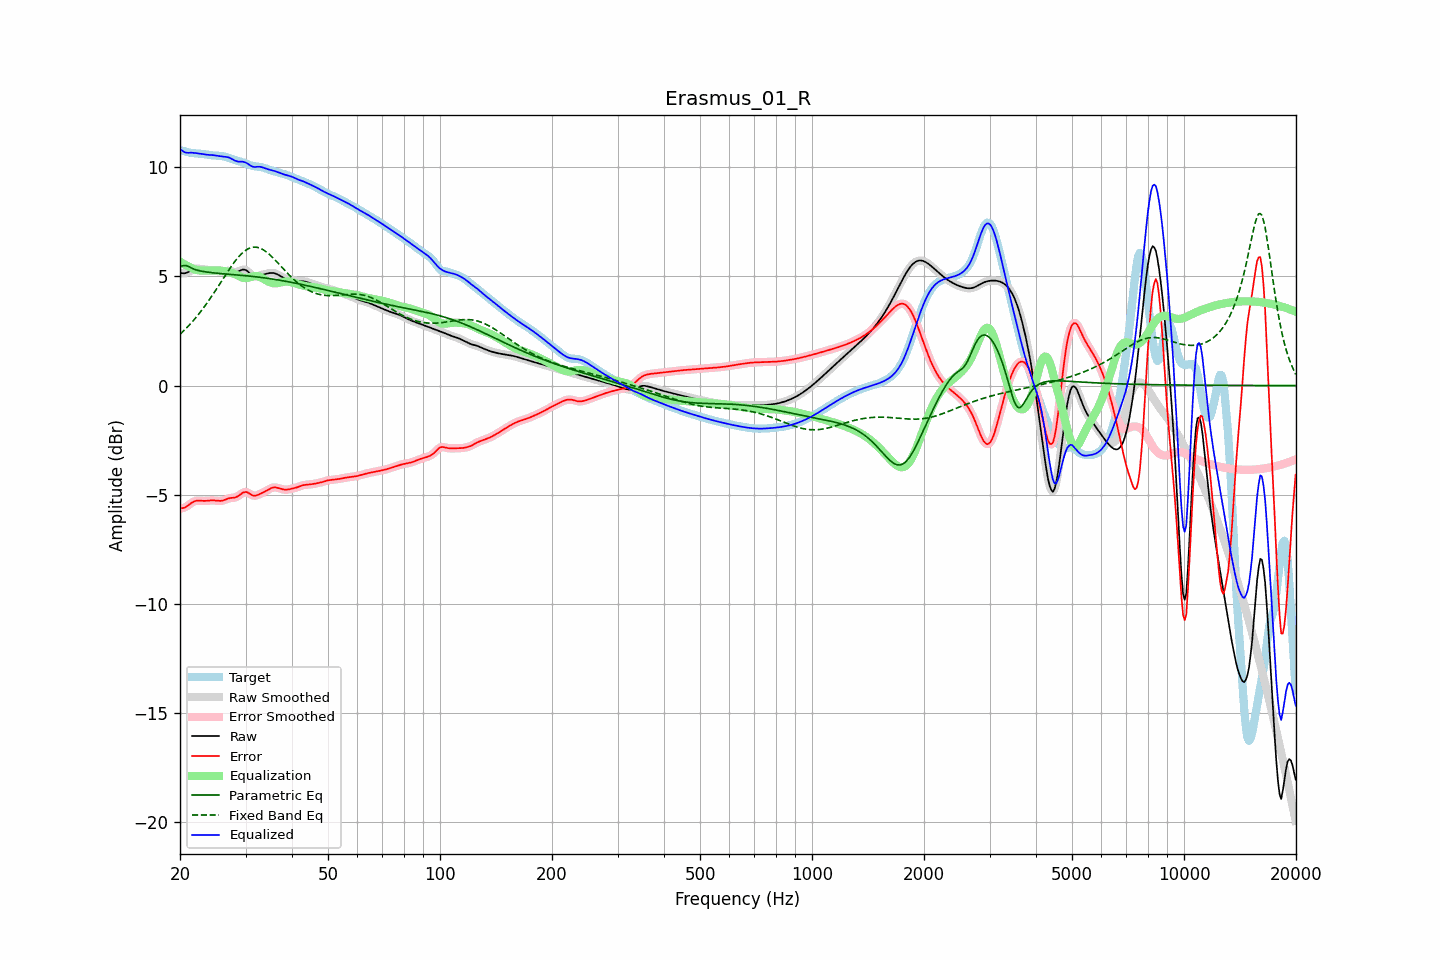 Erasmus_01_R
Amplitude (dBr)
10
5
0
−5
−10
−15
−20
Target
Raw Smoothed
Error Smoothed
Raw
Error
Equalization
Parametric Eq
Fixed Band Eq
Equalized
20 50 100 200 500 1000 2000 5000 10000 20000
Frequency (Hz)